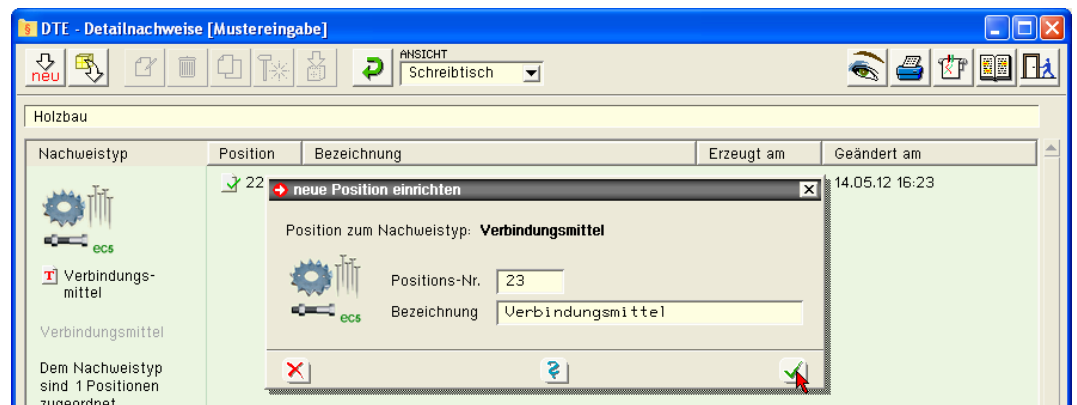 DTE - Detailnachweise [Mustereingabe]
neu
ANSICHT
Schreibtisch
Holzbau
Nachweistyp Position Bezeichnung Erzeugt am Geändert am
22 14.05.12 16:23
ecs
T Verbindungs-
mittel
Verbindungsmittel
Dem Nachweistyp
sind 1 Positionen
zugeordnet
neue Position einrichten
Position zum Nachweistyp: Verbindungsmittel
ecs
Positions-Nr. 23
Bezeichnung Verbindungsmittel